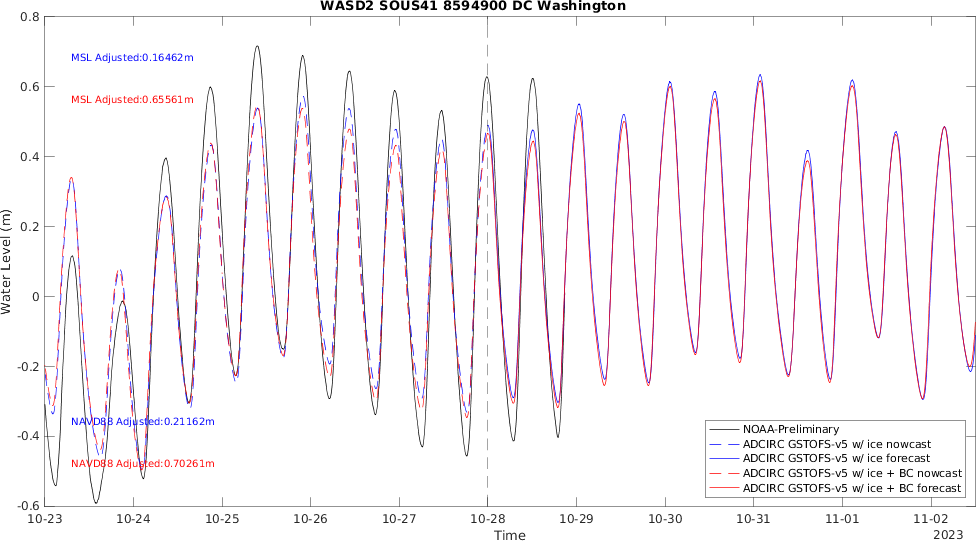 WASD2 SOUS41 8594900 DC Washington
0.8
0.6
0.4
0.2
0
-0.2
-0.4
-0.6
Water Level (m)
MSL Adjusted:0.16462m
MSL Adjusted:0.65561m
NAVD88 Adjusted:0.21162m
NAVD88 Adjusted:0.70261m
NOAA-Preliminary
ADCIRC GSTOFS-v5 w/ ice nowcast
ADCIRC GSTOFS-v5 w/ ice forecast
ADCIRC GSTOFS-v5 w/ ice + BC nowcast
ADCIRC GSTOFS-v5 w/ ice + BC forecast
10-23 10-24 10-25 10-26 10-27 10-28 10-29 10-30 10-31 11-01 11-02
Time
2023